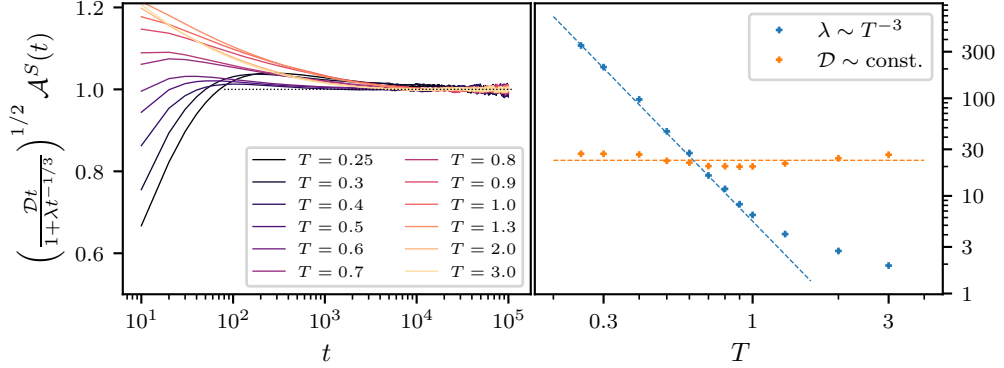 (𝒟t / 1+λt^{−1/3})^{1/2} 𝒜^S(t)
1.2
1.0
0.8
0.6
T = 0.25
T = 0.3
T = 0.4
T = 0.5
T = 0.6
T = 0.7
T = 0.8
T = 0.9
T = 1.0
T = 1.3
T = 2.0
T = 3.0
10^1
10^2
10^3
10^4
10^5
t
λ ∼ T^{−3}
𝒟 ∼ const.
300
100
30
10
3
1
0.3
1
3
T